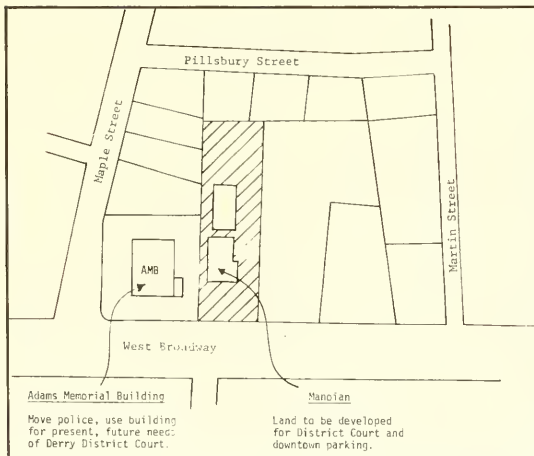 Pillsbury Street
Maple Street
Martin Street
AMB
West Broadway
Adams Memorial Building
Move police, use building
for present, future needs
of Derry District Court.
Manoian
Land to be developed
for District Court and
downtown parking.